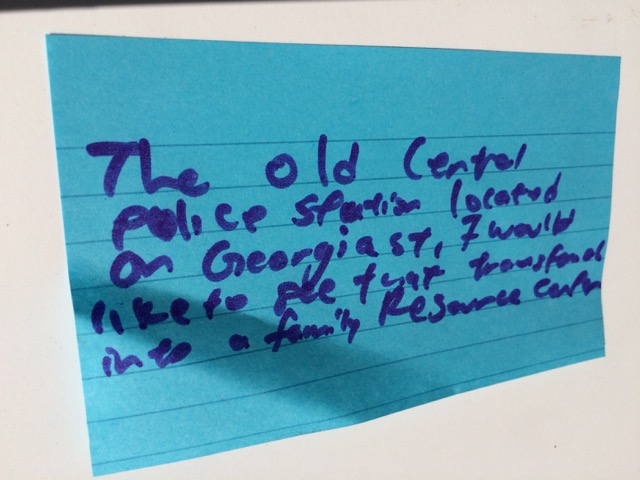 The old Central
police station located
on Georgia st, I would
like to see that transformed
into a family Resource Center